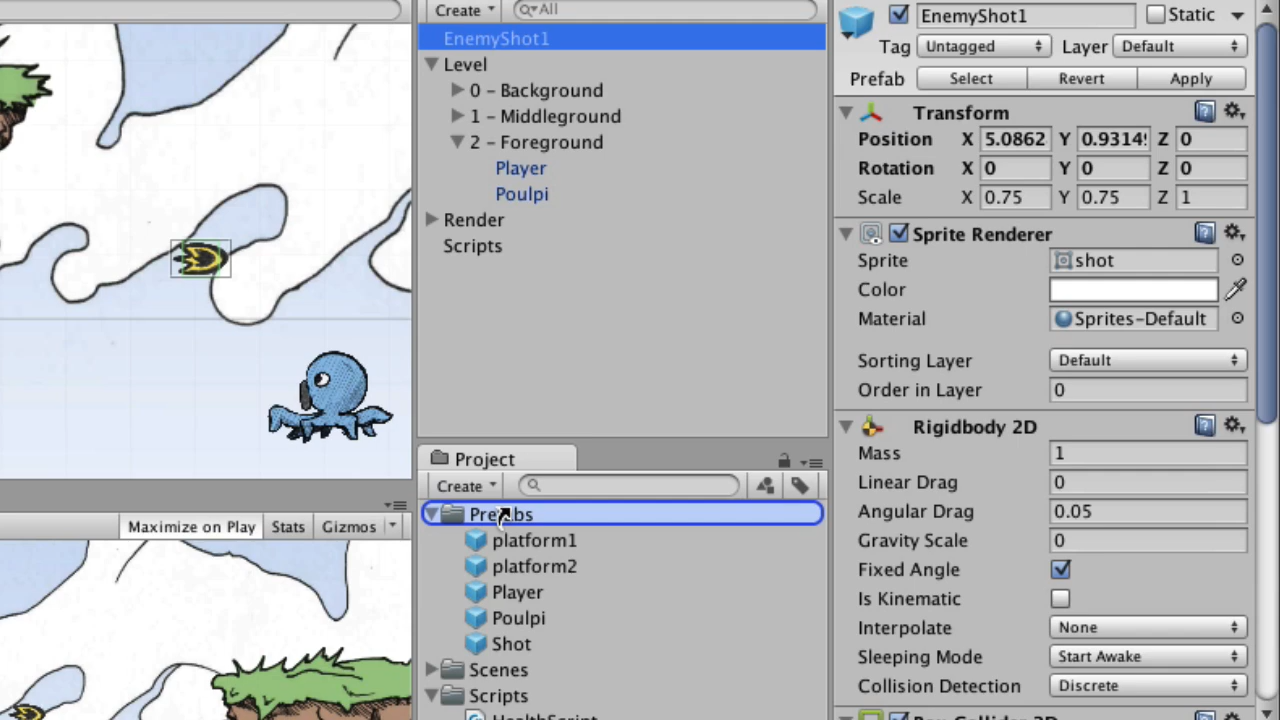 Create
All
EnemyShot1
Level
0 – Background
1 – Middleground
2 – Foreground
Player
Poulpi
Render
Scripts
Maximize on Play Stats Gizmos
Project
Create
platform1
platform2
Player
Poulpi
Shot
Scenes
Scripts
HealthScript
EnemyShot1 Static
Tag Untagged Layer Default
Prefab Select Revert Apply
Transform
Position X 5.0862 Y 0.9314 Z 0
Rotation X 0 Y 0 Z 0
Scale X 0.75 Y 0.75 Z 1
Sprite Renderer
Sprite shot
Color
Material Sprites-Default
Sorting Layer Default
Order in Layer 0
Rigidbody 2D
Mass 1
Linear Drag 0
Angular Drag 0.05
Gravity Scale 0
Fixed Angle
Is Kinematic
Interpolate None
Sleeping Mode Start Awake
Collision Detection Discrete